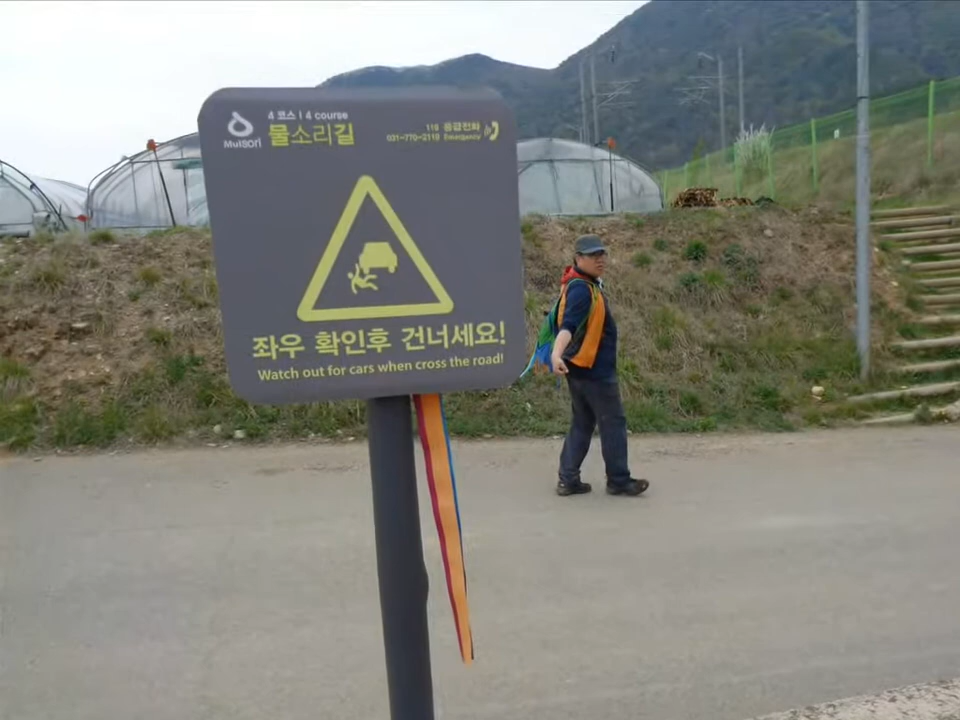 4 코스 | 4 course
Mulsori
물소리길
119 응급전화
031-770-2119 Emergency
좌우 확인후 건너세요!
Watch out for cars when cross the road!